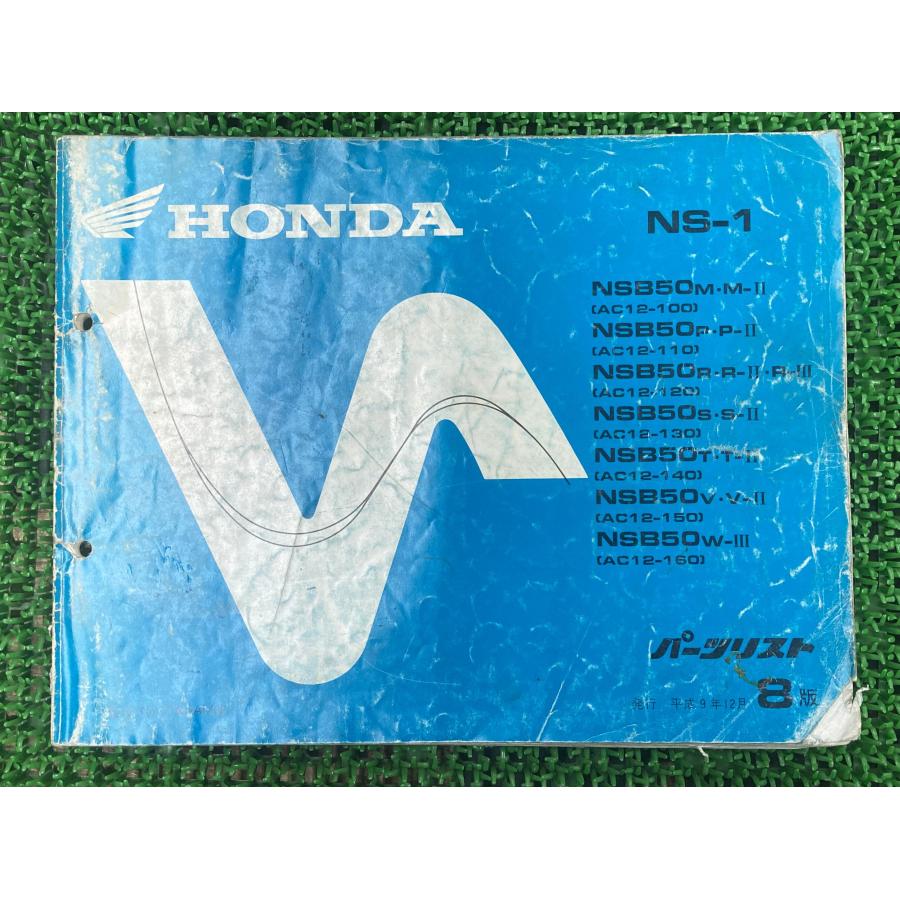 HONDA
NS-1
NSB50M·M-II
(AC12-100)
NSB50P·P-II
(AC12-110)
NSB50R·R-II·R-III
(AC12-120)
NSB50S·S-II
(AC12-130)
NSB50T·T-II
(AC12-140)
NSB50V·V-II
(AC12-150)
NSB50W-III
(AC12-160)
パーツリスト
発行 平成9年12月 8版